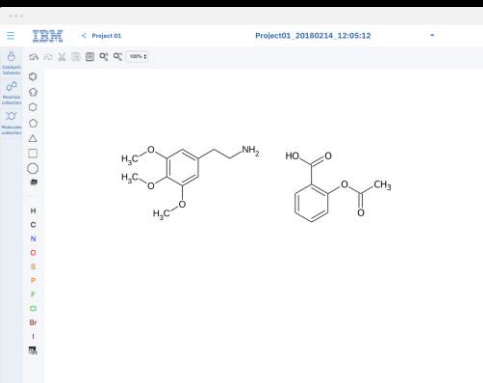 IBM
< Project 01
Project01_20180214_12:05:12
100%
Catalysts
Solvents
Reaction
collection
Molecules
collection
H
C
N
O
S
P
F
Cl
Br
I
H₃C
O
NH₂
H₃C
O
H₃C
O
HO
O
O
CH₃
O